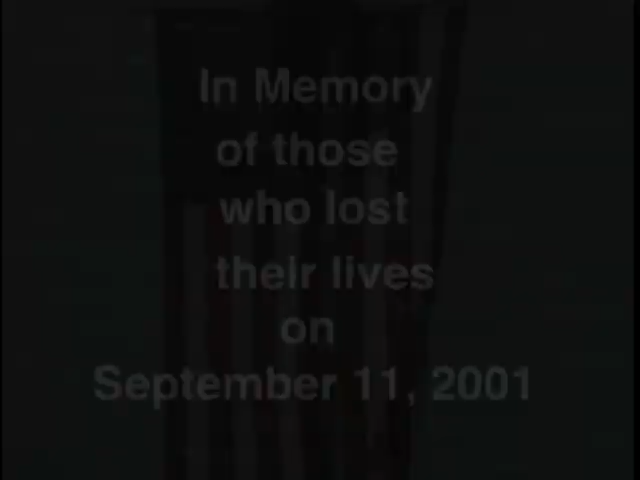 In Memory
of those
who lost
their lives
on
September 11, 2001